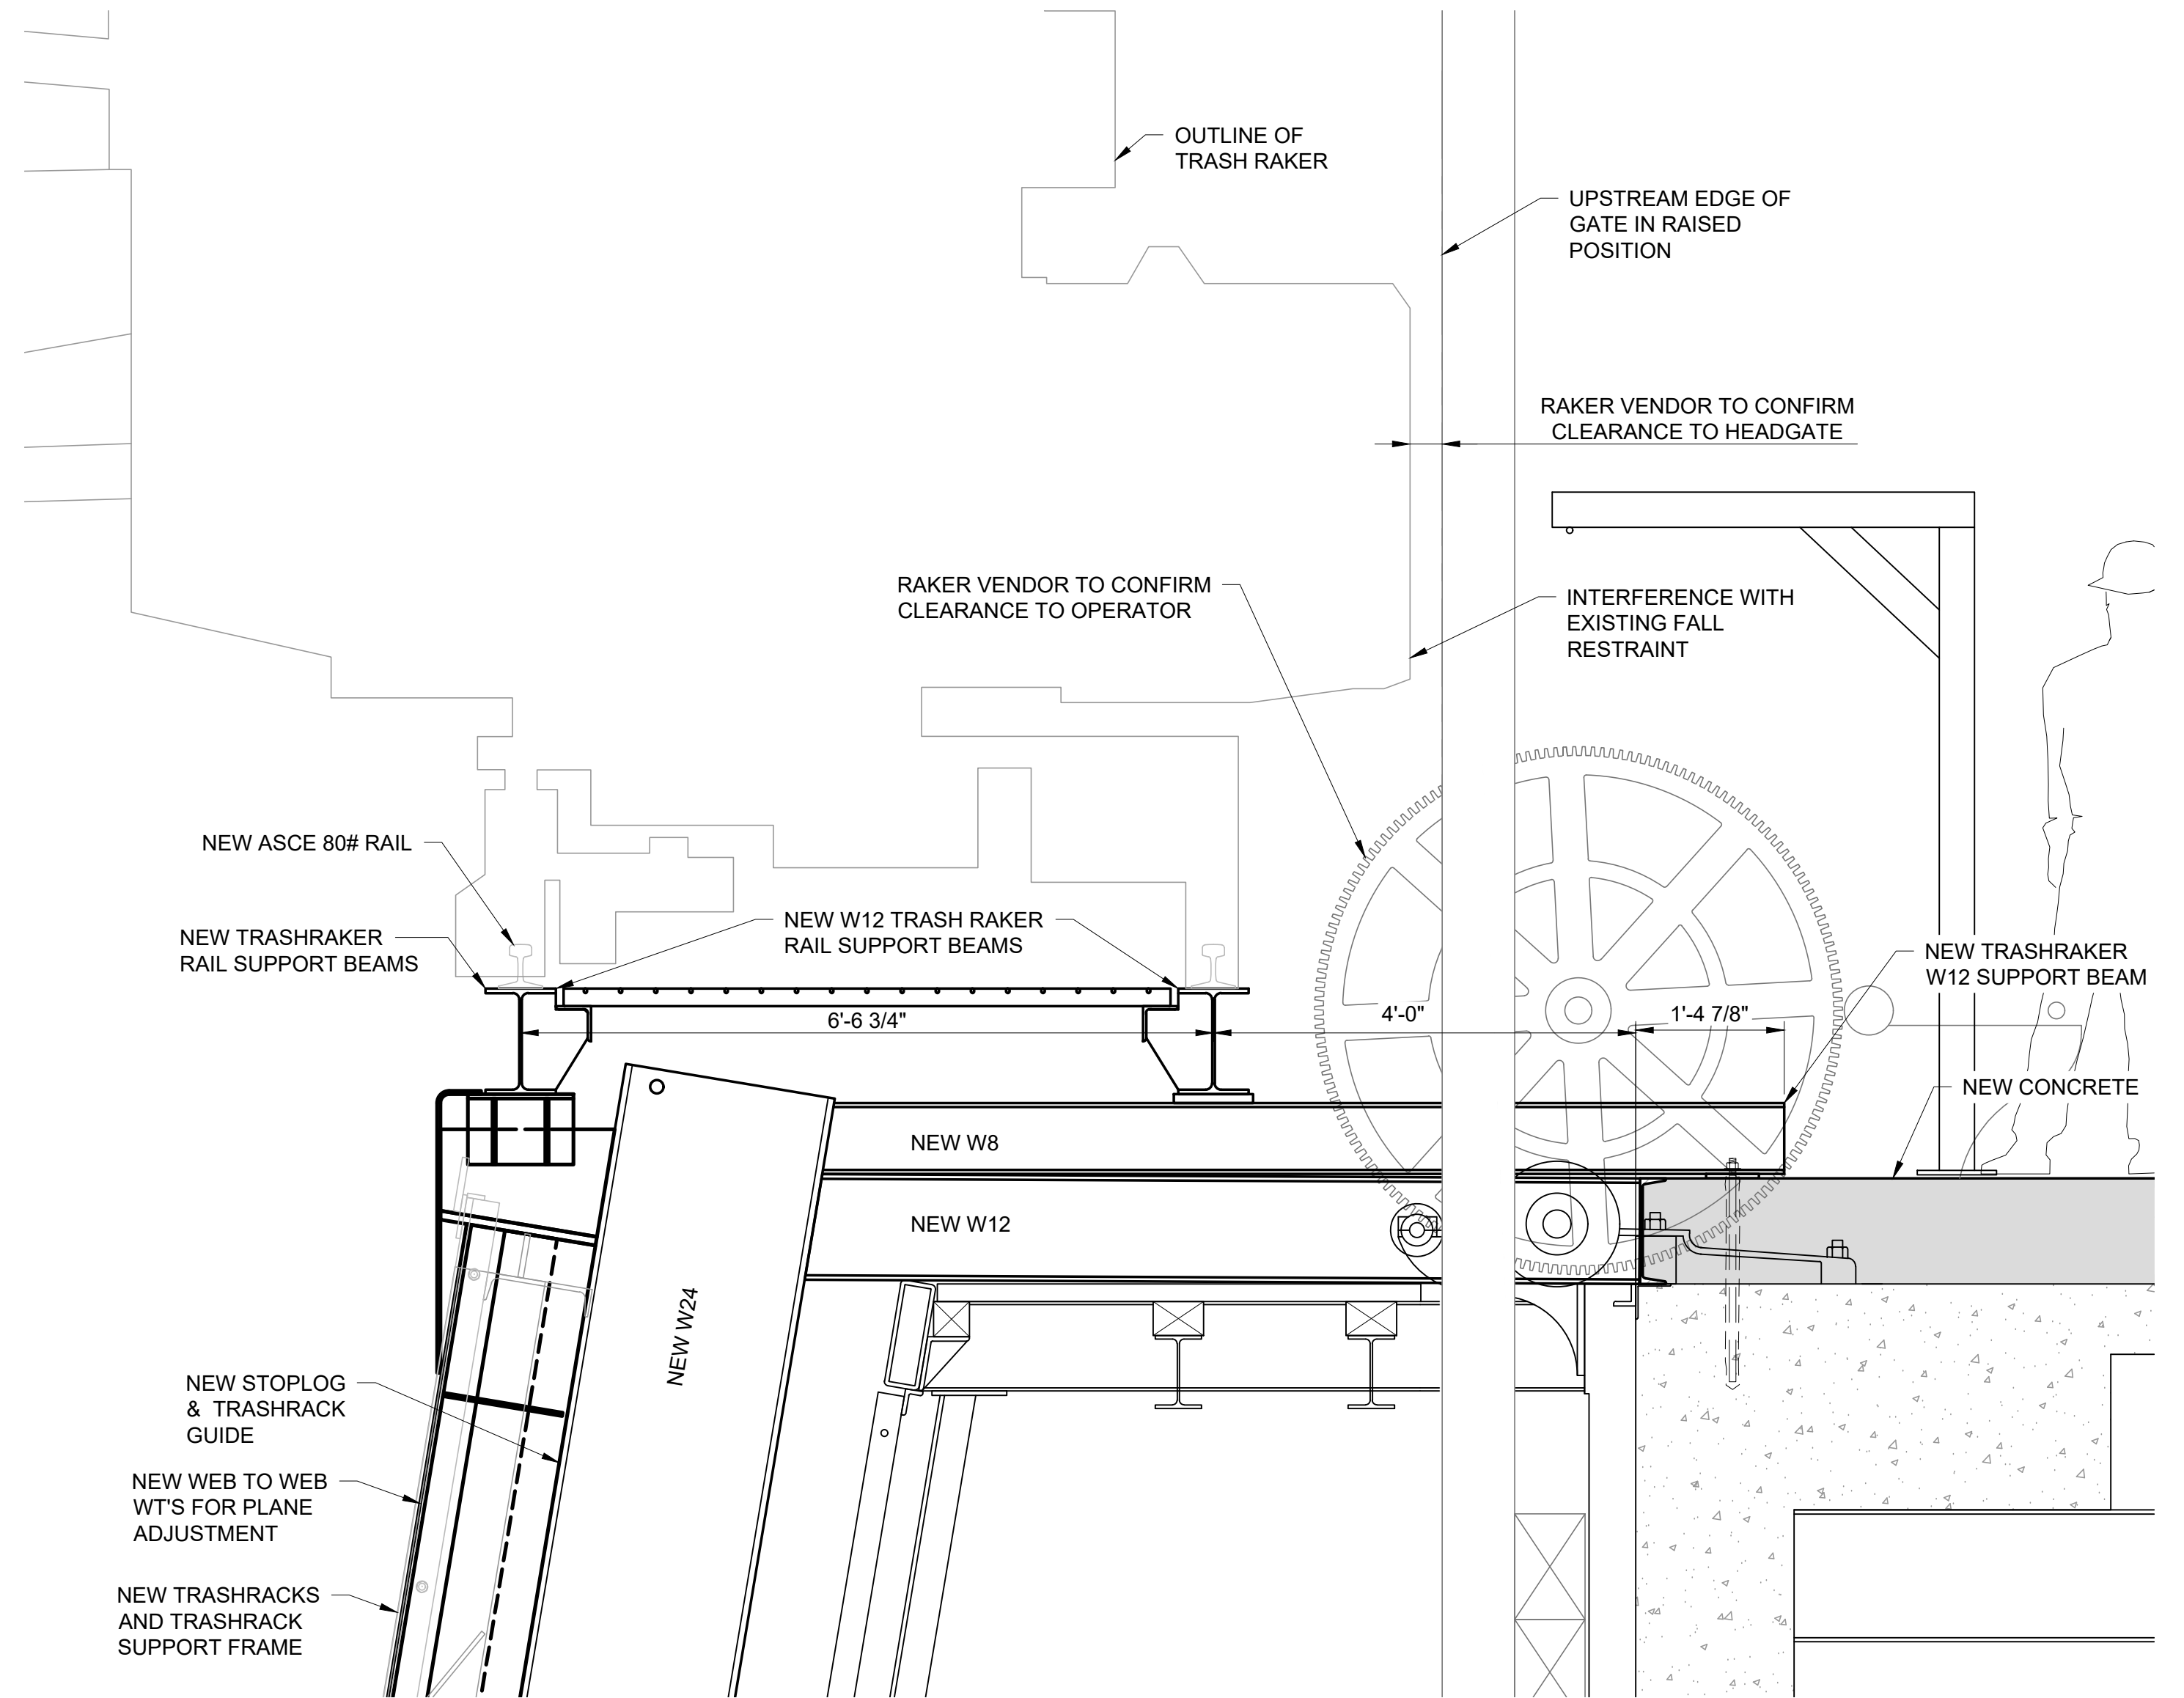 OUTLINE OF
TRASH RAKER
UPSTREAM EDGE OF
GATE IN RAISED
POSITION
RAKER VENDOR TO CONFIRM
CLEARANCE TO HEADGATE
RAKER VENDOR TO CONFIRM
CLEARANCE TO OPERATOR
INTERFERENCE WITH
EXISTING FALL
RESTRAINT
NEW ASCE 80# RAIL
NEW TRASHRAKER
RAIL SUPPORT BEAMS
NEW W12 TRASH RAKER
RAIL SUPPORT BEAMS
NEW TRASHRAKER
W12 SUPPORT BEAM
6'-6 3/4"
4'-0"
1'-4 7/8"
NEW CONCRETE
NEW W8
NEW W12
NEW W24
NEW STOPLOG
& TRASHRACK
GUIDE
NEW WEB TO WEB
WT'S FOR PLANE
ADJUSTMENT
NEW TRASHRACKS
AND TRASHRACK
SUPPORT FRAME